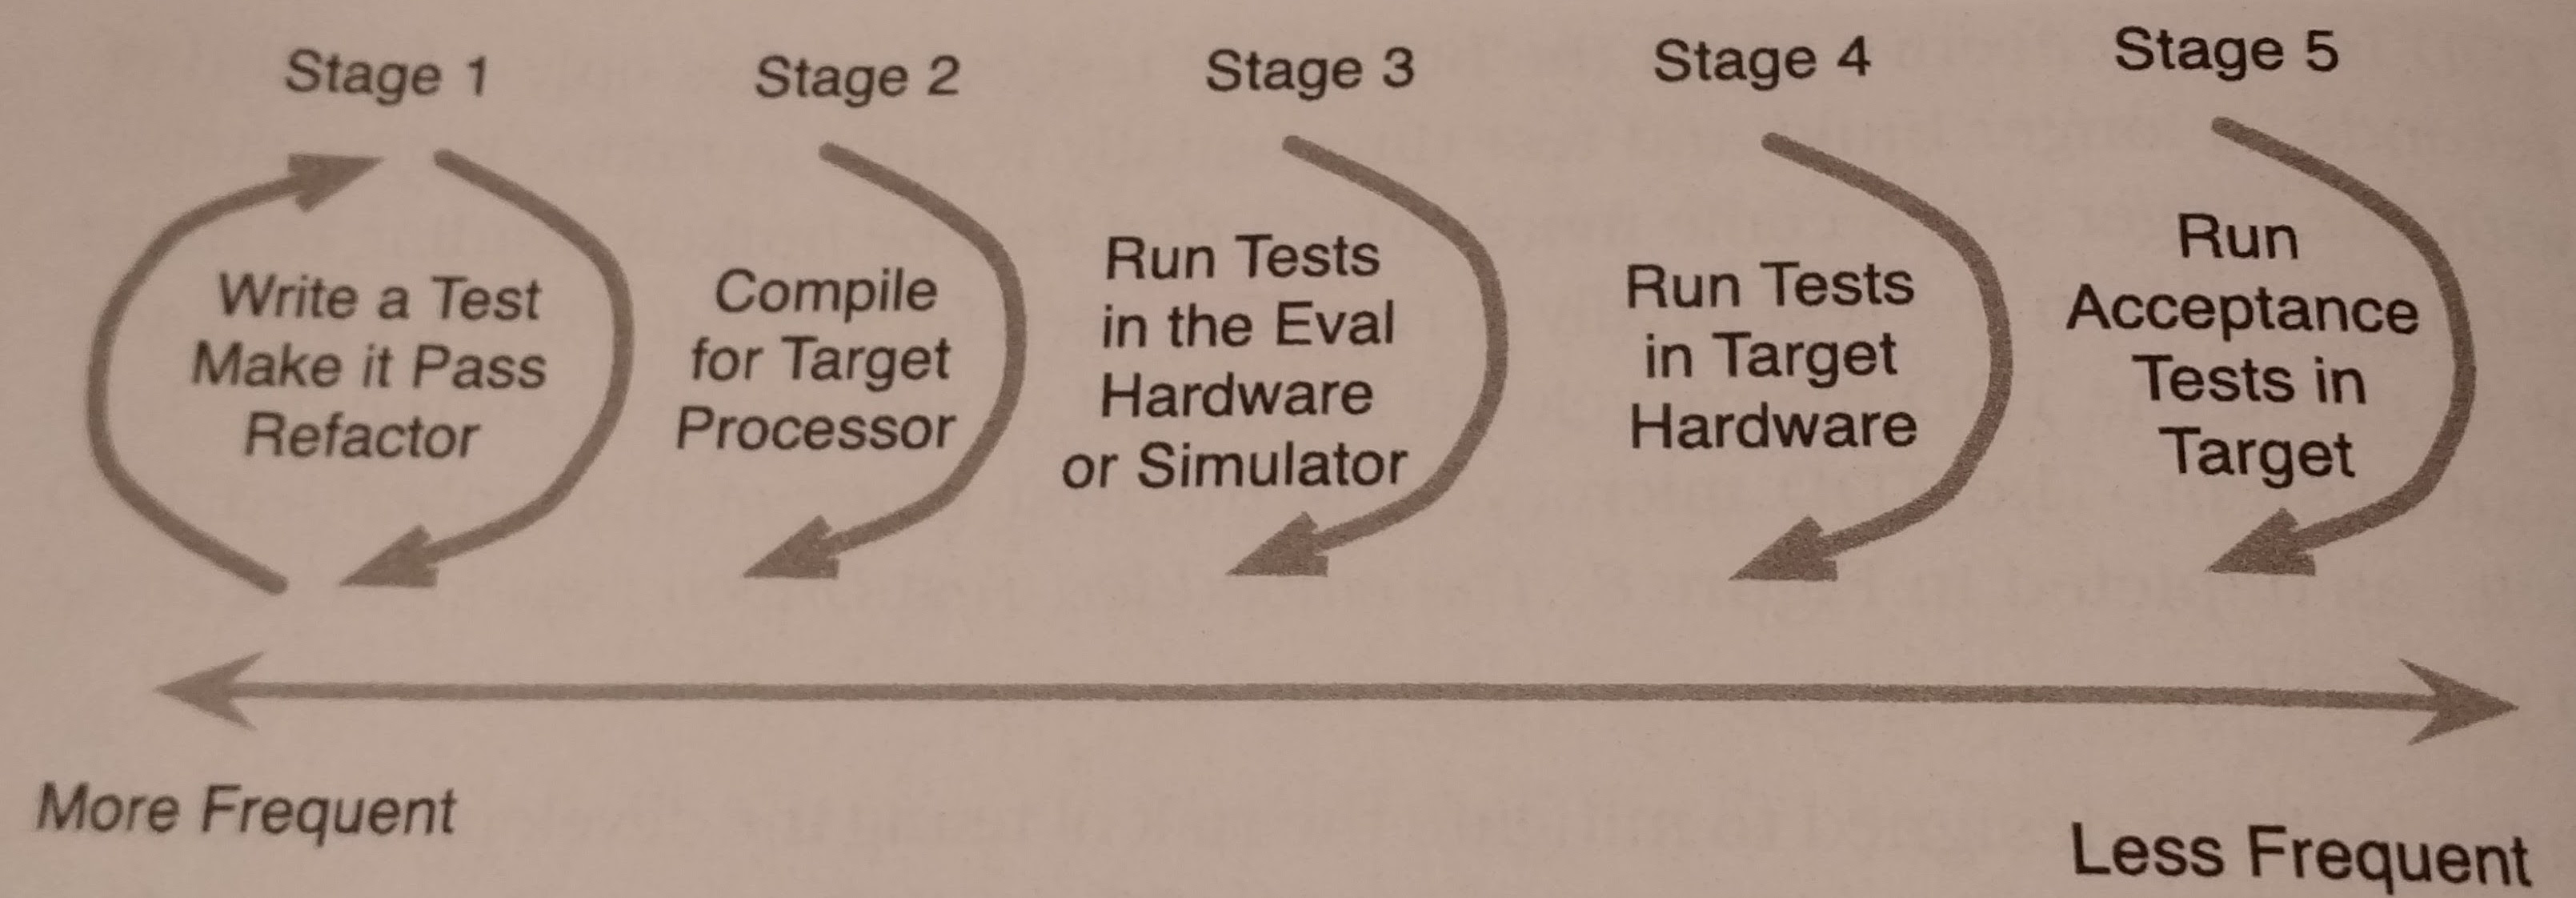 Stage 1
Stage 2
Stage 3
Stage 4
Stage 5
Write a Test
Make it Pass
Refactor
Compile
for Target
Processor
Run Tests
in the Eval
Hardware
or Simulator
Run Tests
in Target
Hardware
Run
Acceptance
Tests in
Target
More Frequent
Less Frequent